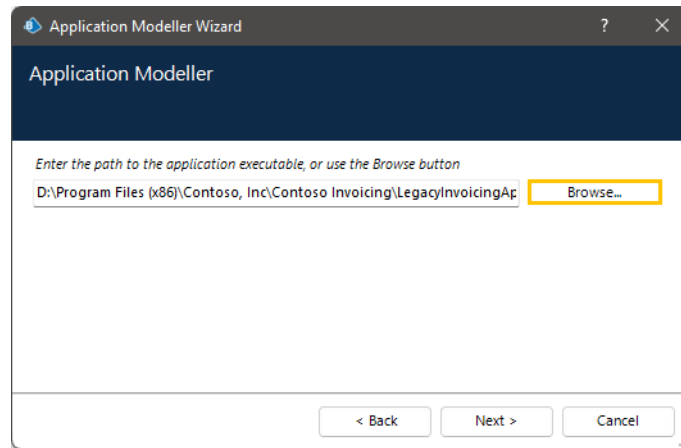 Application Modeller Wizard
?
Application Modeller
Enter the path to the application executable, or use the Browse button
D:\Program Files (x86)\Contoso, Inc\Contoso Invoicing\LegacyInvoicingAp Browse...
< Back Next > Cancel